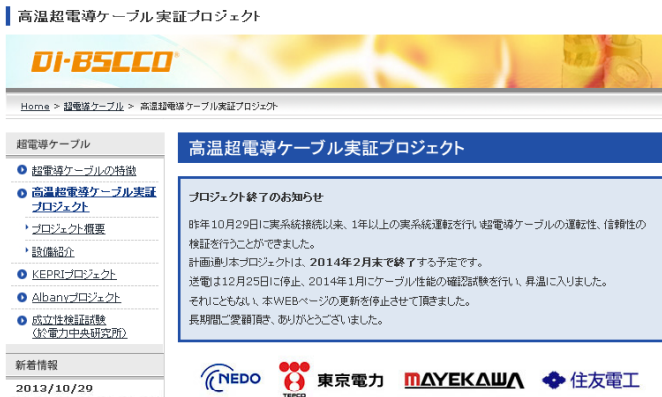 高温超電導ケーブル実証プロジェクト
DI-BSCCO®
Home > 超電導ケーブル > 高温超電導ケーブル実証プロジェクト
超電導ケーブル
超電導ケーブルの特徴
高温超電導ケーブル実証
プロジェクト
プロジェクト概要
設備紹介
KEPRIプロジェクト
Albanyプロジェクト
成立性検証試験
(於電力中央研究所)
新着情報
2013/10/29
高温超電導ケーブル実証プロジェクト
プロジェクト終了のお知らせ
昨年10月29日に実系統接続以来、1年以上の実系統運転を行い超電導ケーブルの運転性、信頼性の
検証を行うことができました。
計画通り本プロジェクトは、2014年2月末で終了する予定です。
送電は12月25日に停止、2014年1月にケーブル性能の確認試験を行い、昇温に入りました。
それにともない、本WEBページの更新を停止させて頂きました。
長期間ご愛顧頂き、ありがとうございました。
NEDO TEPCO 東京電力 MAYEKAWA 住友電工